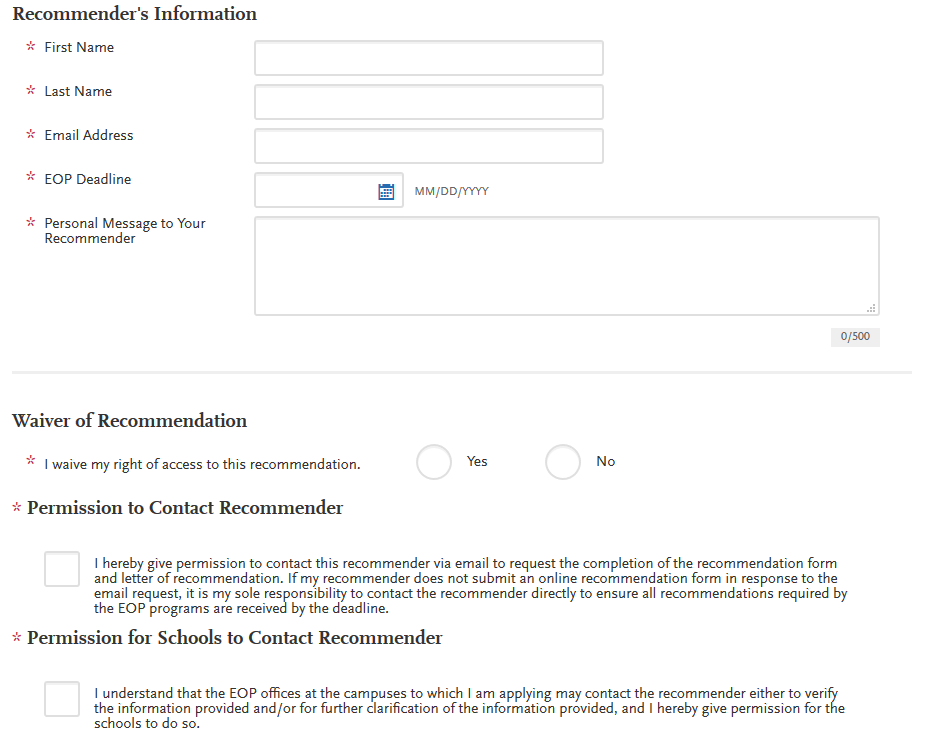 Recommender's Information
* First Name
* Last Name
* Email Address
* EOP Deadline MM/DD/YYYY
* Personal Message to Your
Recommender
0/500
Waiver of Recommendation
* I waive my right of access to this recommendation. Yes No
* Permission to Contact Recommender
I hereby give permission to contact this recommender via email to request the completion of the recommendation form
and letter of recommendation. If my recommender does not submit an online recommendation form in response to the
email request, it is my sole responsibility to contact the recommender directly to ensure all recommendations required by
the EOP programs are received by the deadline.
* Permission for Schools to Contact Recommender
I understand that the EOP offices at the campuses to which I am applying may contact the recommender either to verify
the information provided and/or for further clarification of the information provided, and I hereby give permission for the
schools to do so.